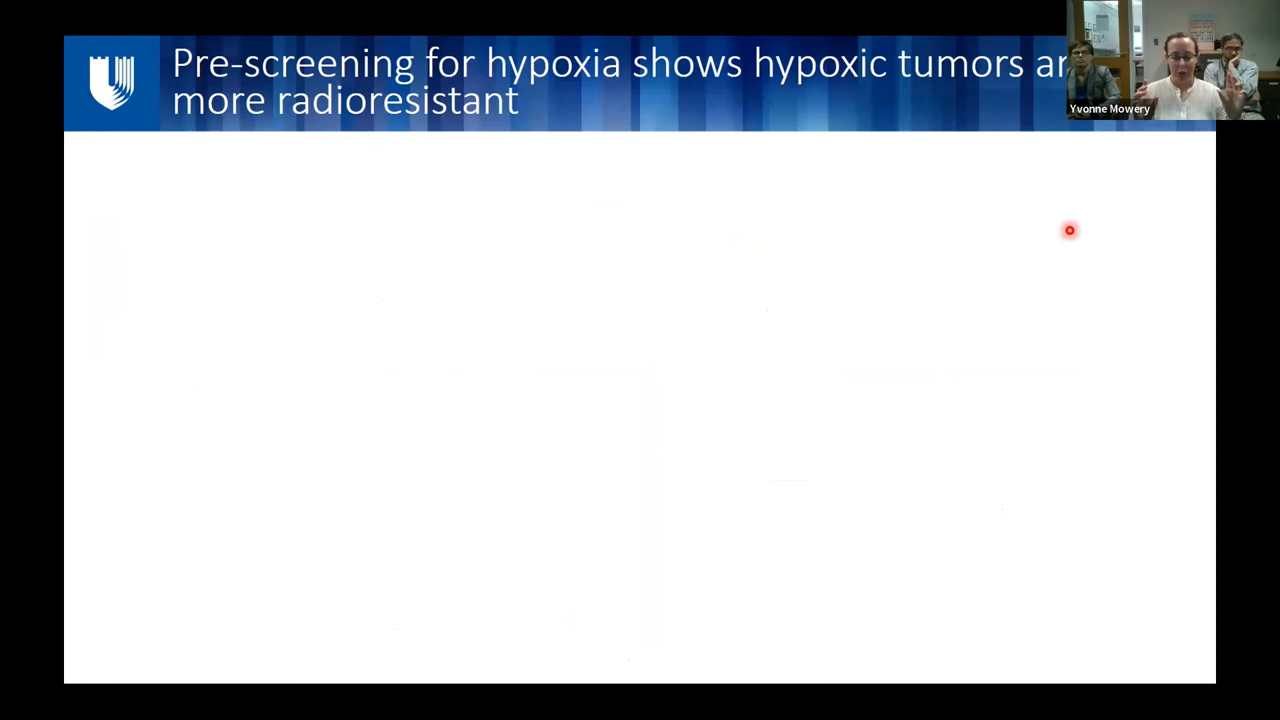 Pre-screening for hypoxia shows hypoxic tumors ar
more radioresistant
Yvonne Mowery